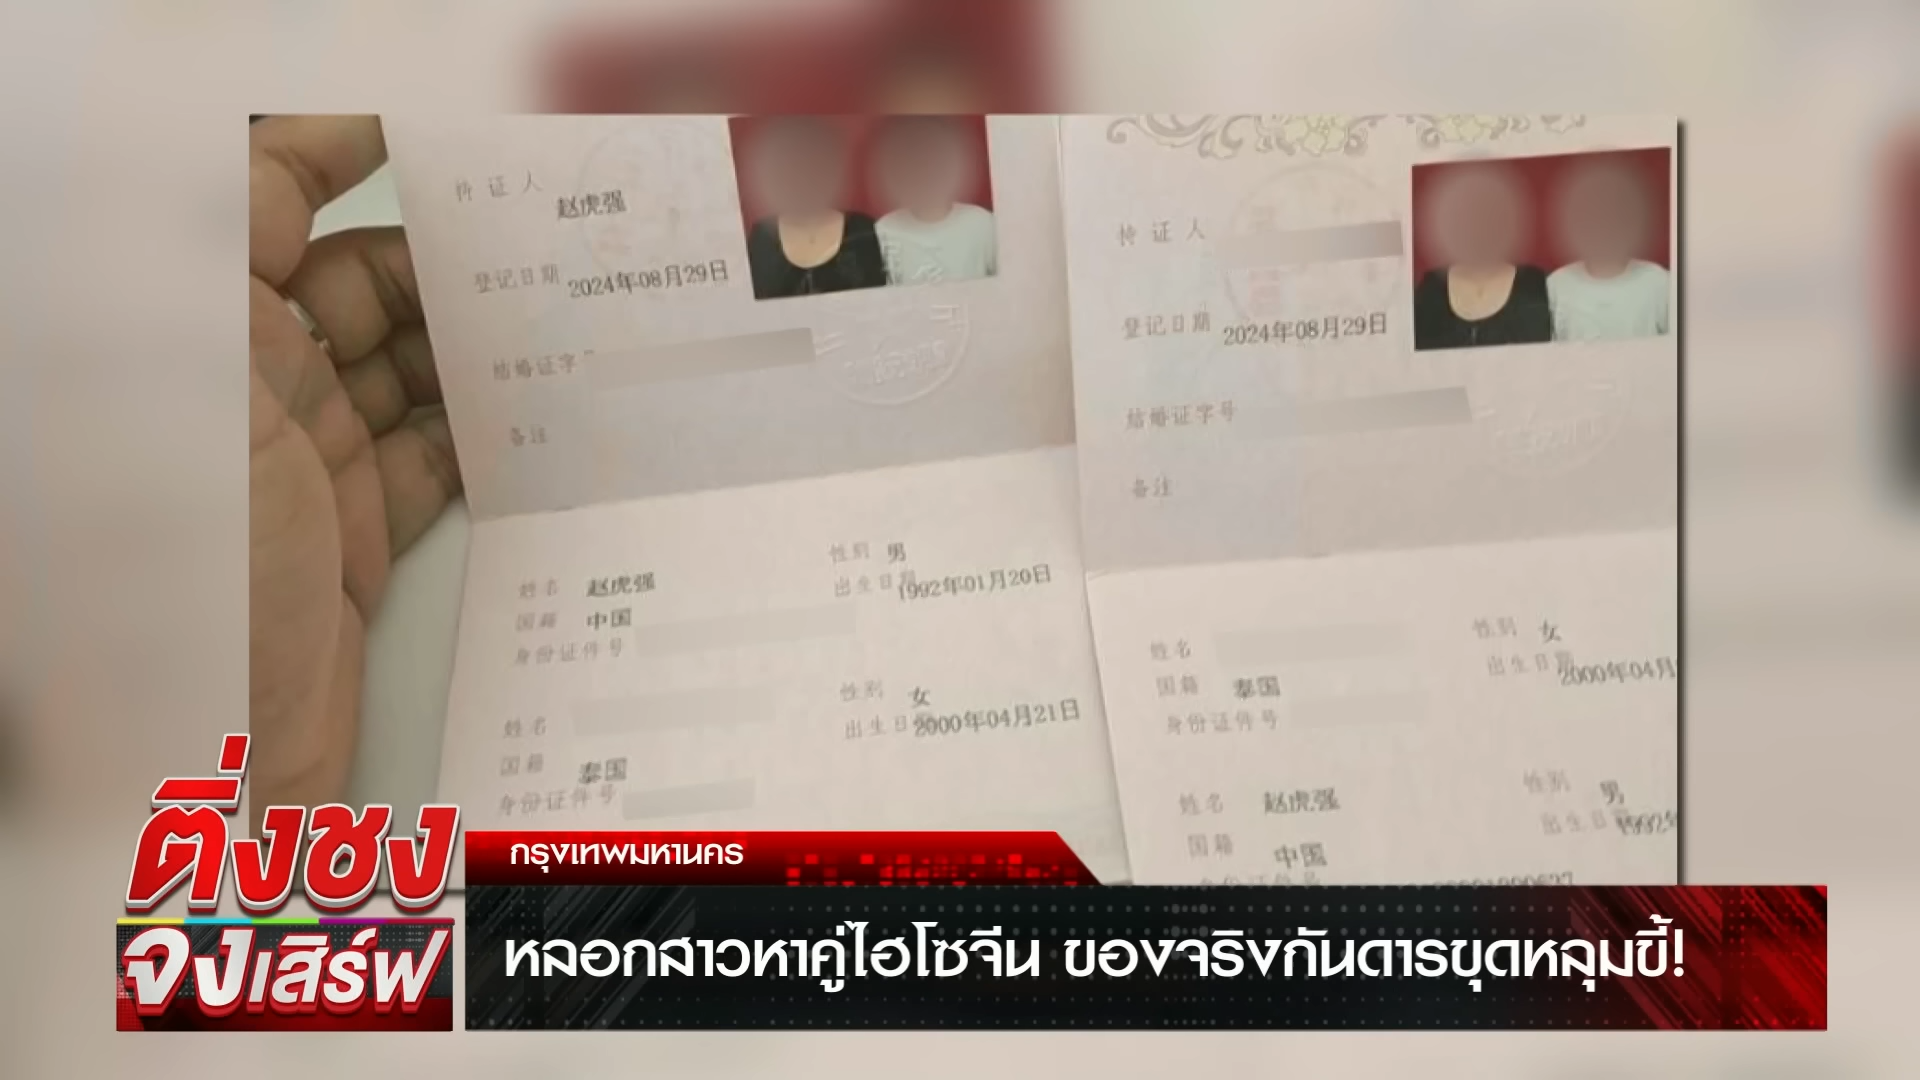 持证人
赵虎强
登记日期 2024年08月29日
结婚证字
备注
姓名 赵虎强
性别 男
国籍 中国
出生日期 1992年01月20日
身份证件号
姓名
性别 女
国籍 泰国
出生日 2000年04月21日
身份证件号
持证人
登记日期 2024年08月29日
结婚证字号
备注
姓名
性别 女
国籍 泰国
出生日期 2000年04月
身份证件号
姓名 赵虎强
性别 男
国籍 中国
出生日 1992年
ติ่งชง
จงเสิร์ฟ
กรุงเทพมหานคร
หลอกสาวหาคู่ไฮโซจีน ของจริงกันดารขุดหลุมขี้!